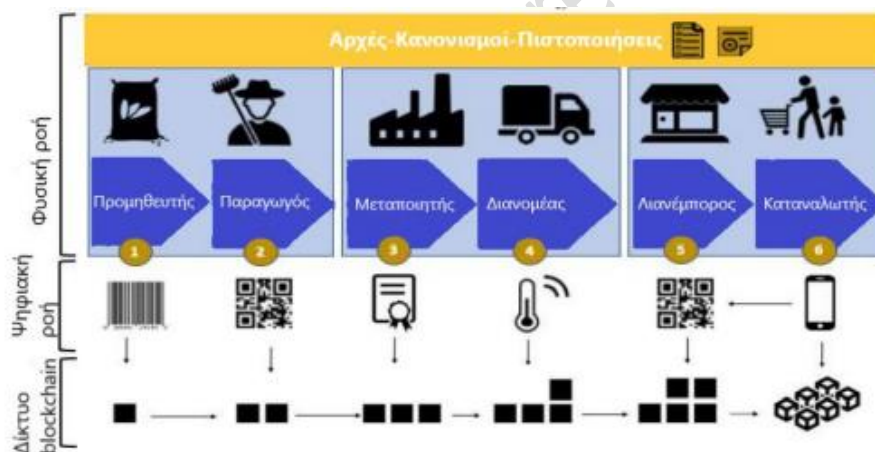 Αρχές-Κανονισμοί-Πιστοποιήσεις
Φυσική ροή
Προμηθευτής
Παραγωγός
Μεταποιητής
Διανομέας
Λιανέμπορος
Καταναλωτής
1
2
3
4
5
6
Ψηφιακή
ροή
Δίκτυο
blockchain